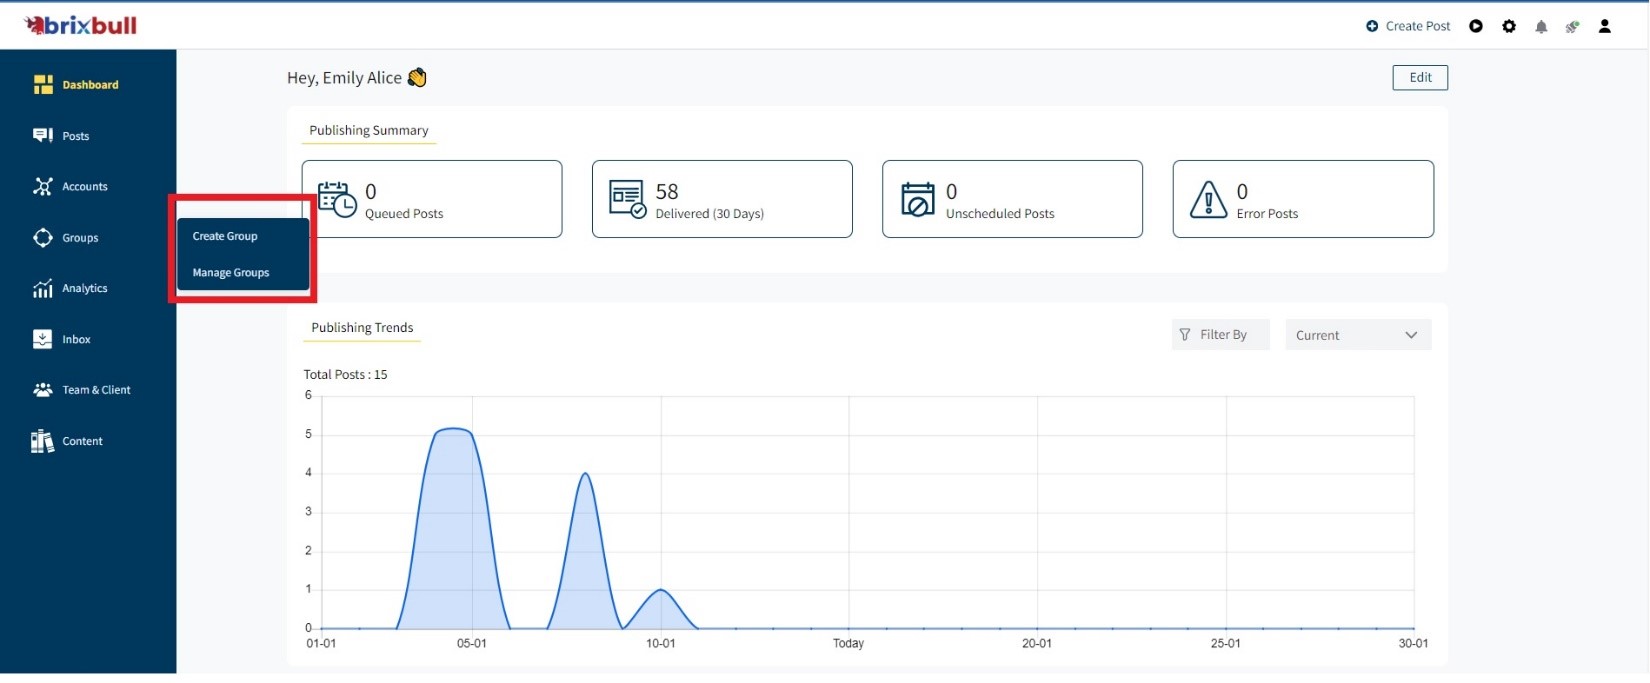 brixbull
Create Post
Dashboard
Posts
Accounts
Groups
Analytics
Inbox
Team & Client
Content
Create Group
Manage Groups
Hey, Emily Alice 👋
Edit
Publishing Summary
0
Queued Posts
58
Delivered (30 Days)
0
Unscheduled Posts
0
Error Posts
Publishing Trends
Filter By
Current
Total Posts : 15
6
5
4
3
2
1
0
01-01 05-01 10-01 Today 20-01 25-01 30-01